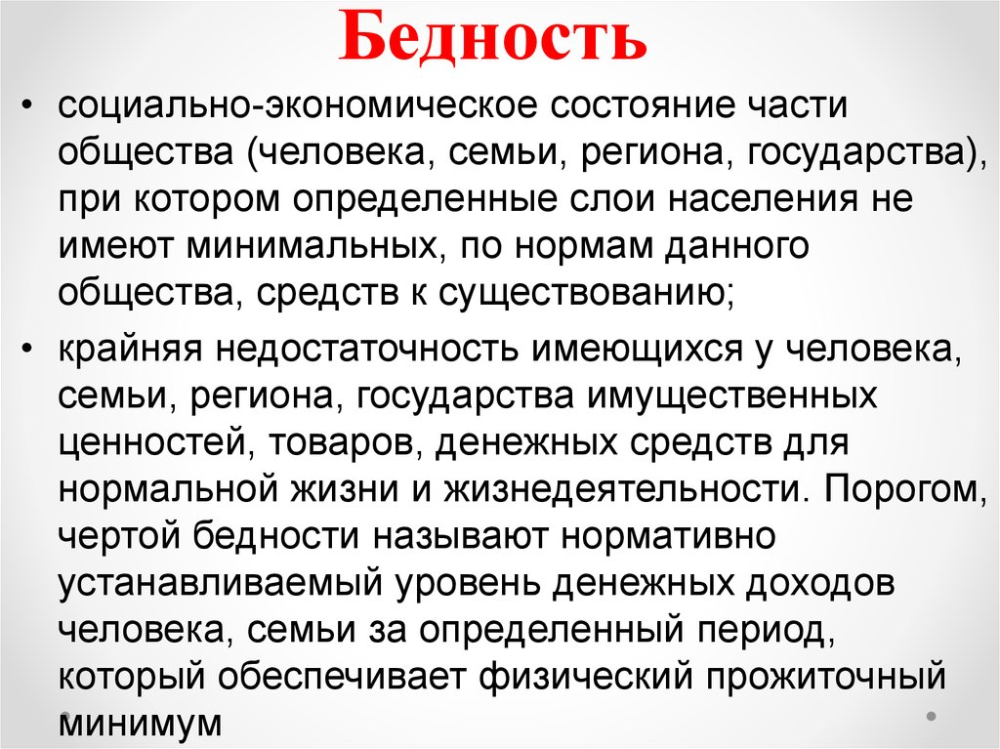 Бедность
• социально-экономическое состояние части
общества (человека, семьи, региона, государства),
при котором определенные слои населения не
имеют минимальных, по нормам данного
общества, средств к существованию;
• крайняя недостаточность имеющихся у человека,
семьи, региона, государства имущественных
ценностей, товаров, денежных средств для
нормальной жизни и жизнедеятельности. Порогом,
чертой бедности называют нормативно
устанавливаемый уровень денежных доходов
человека, семьи за определенный период,
который обеспечивает физический прожиточный
минимум